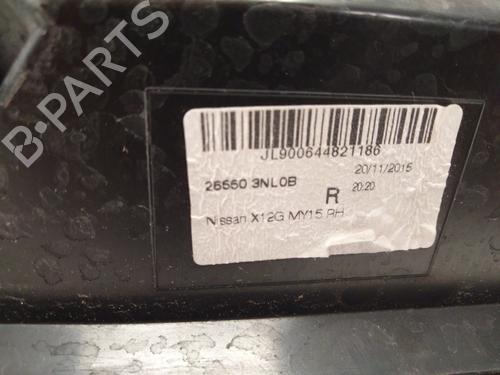 B-PARTS
JL900644821186
26550 3NL0B
20/11/2015
R
20:20
Nissan X12G MY15 RH